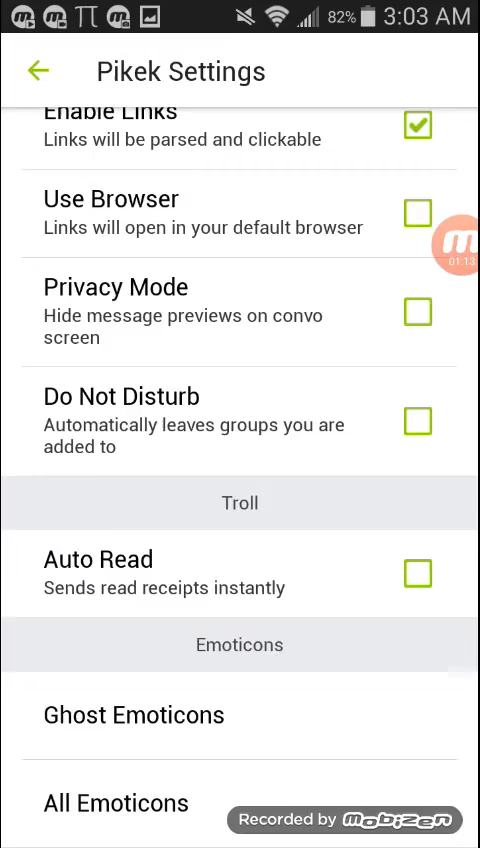 82% 3:03 AM
Pikek Settings
Enable Links
Links will be parsed and clickable
Use Browser
Links will open in your default browser
01:13
Privacy Mode
Hide message previews on convo
screen
Do Not Disturb
Automatically leaves groups you are
added to
Troll
Auto Read
Sends read receipts instantly
Emoticons
Ghost Emoticons
All Emoticons
Recorded by mobizen